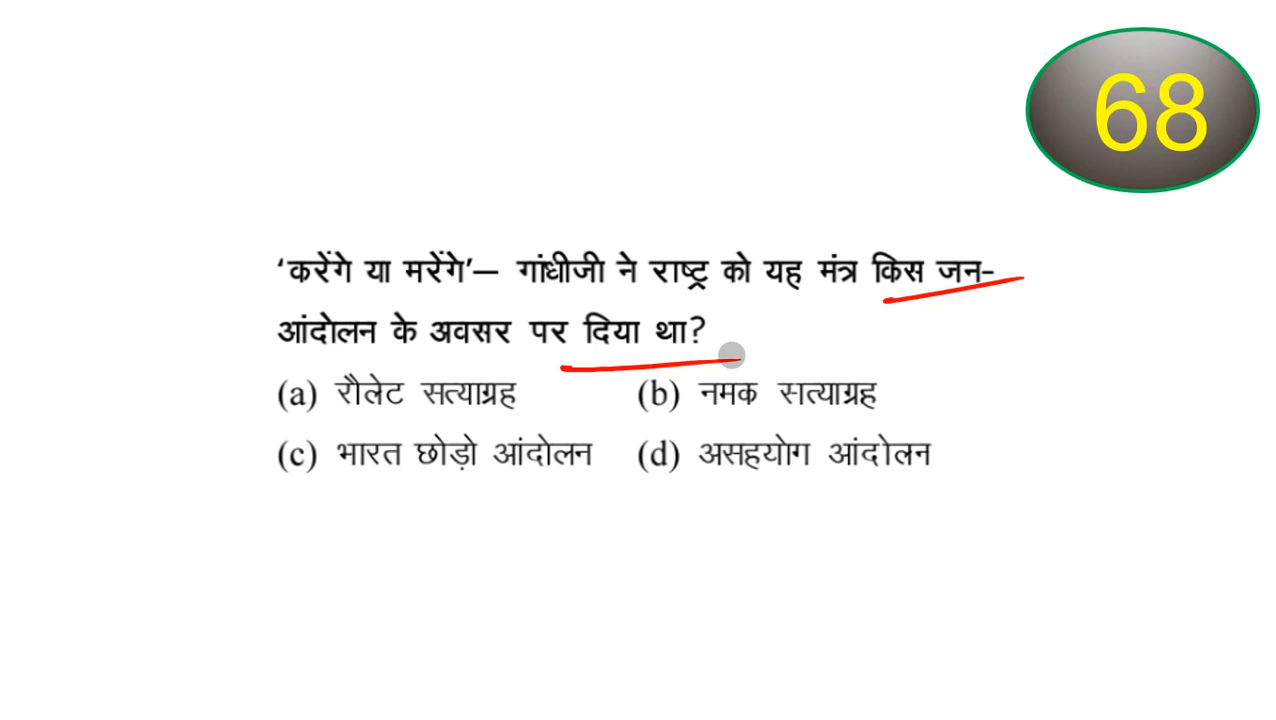 68
‘करेंगे या मरेंगे’— गांधीजी ने राष्ट्र को यह मंत्र किस जन-
आंदोलन के अवसर पर दिया था?
(a) रौलेट सत्याग्रह (b) नमक सत्याग्रह
(c) भारत छोड़ो आंदोलन (d) असहयोग आंदोलन